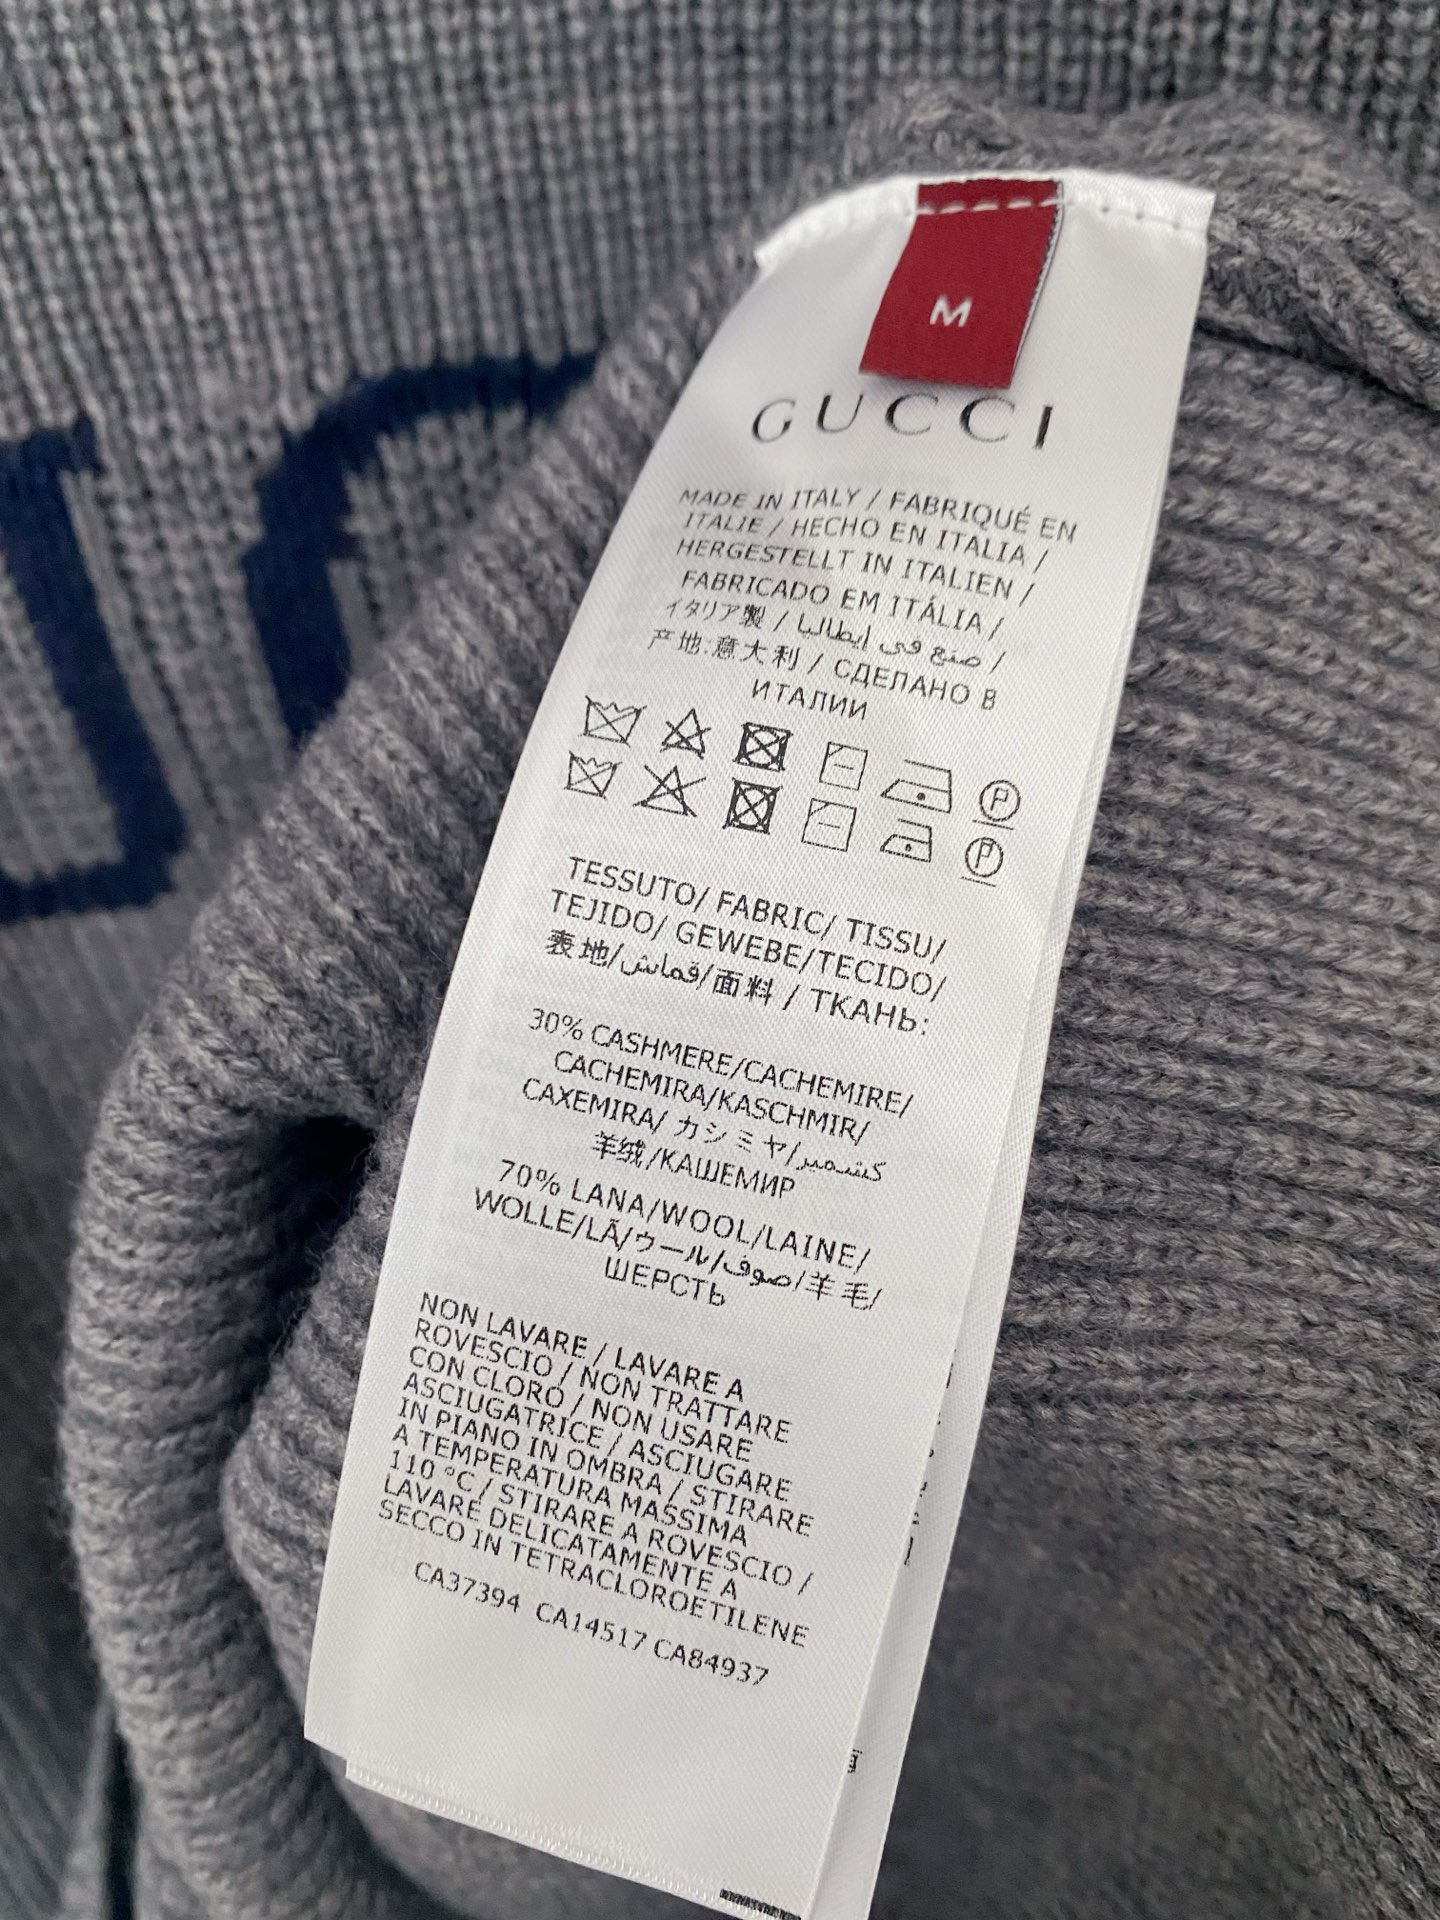 M
GUCCI
MADE IN ITALY / FABRIQUÉ EN
ITALIE / HECHO EN ITALIA /
HERGESTELLT IN ITALIEN /
FABRICADO EM ITÁLIA /
イタリア製 / صنع في إيطاليا /
产地:意大利 / СДЕЛАНО В
ИТАЛИИ
P
P
TESSUTO/ FABRIC/ TISSU/
TEJIDO/ GEWEBE/TECIDO/
表地/قماش/面料 / ТКАНЬ:
30% CASHMERE/CACHEMIRE/
CACHEMIRA/KASCHMIR/
CAXEMIRA/ カシミヤ/كشمير/
羊绒/КАШЕМИР
70% LANA/WOOL/LAINE/
WOLLE/LÃ/ウール/صوف/羊毛/
ШЕРСТЬ
NON LAVARE / LAVARE A
ROVESCIO / NON TRATTARE
CON CLORO / NON USARE
ASCIUGATRICE / ASCIUGARE
IN PIANO IN OMBRA / STIRARE
A TEMPERATURA MASSIMA
110 °C / STIRARE A ROVESCIO /
LAVARE DELICATAMENTE A
SECCO IN TETRACLOROETILENE
CA37394 CA14517 CA84937